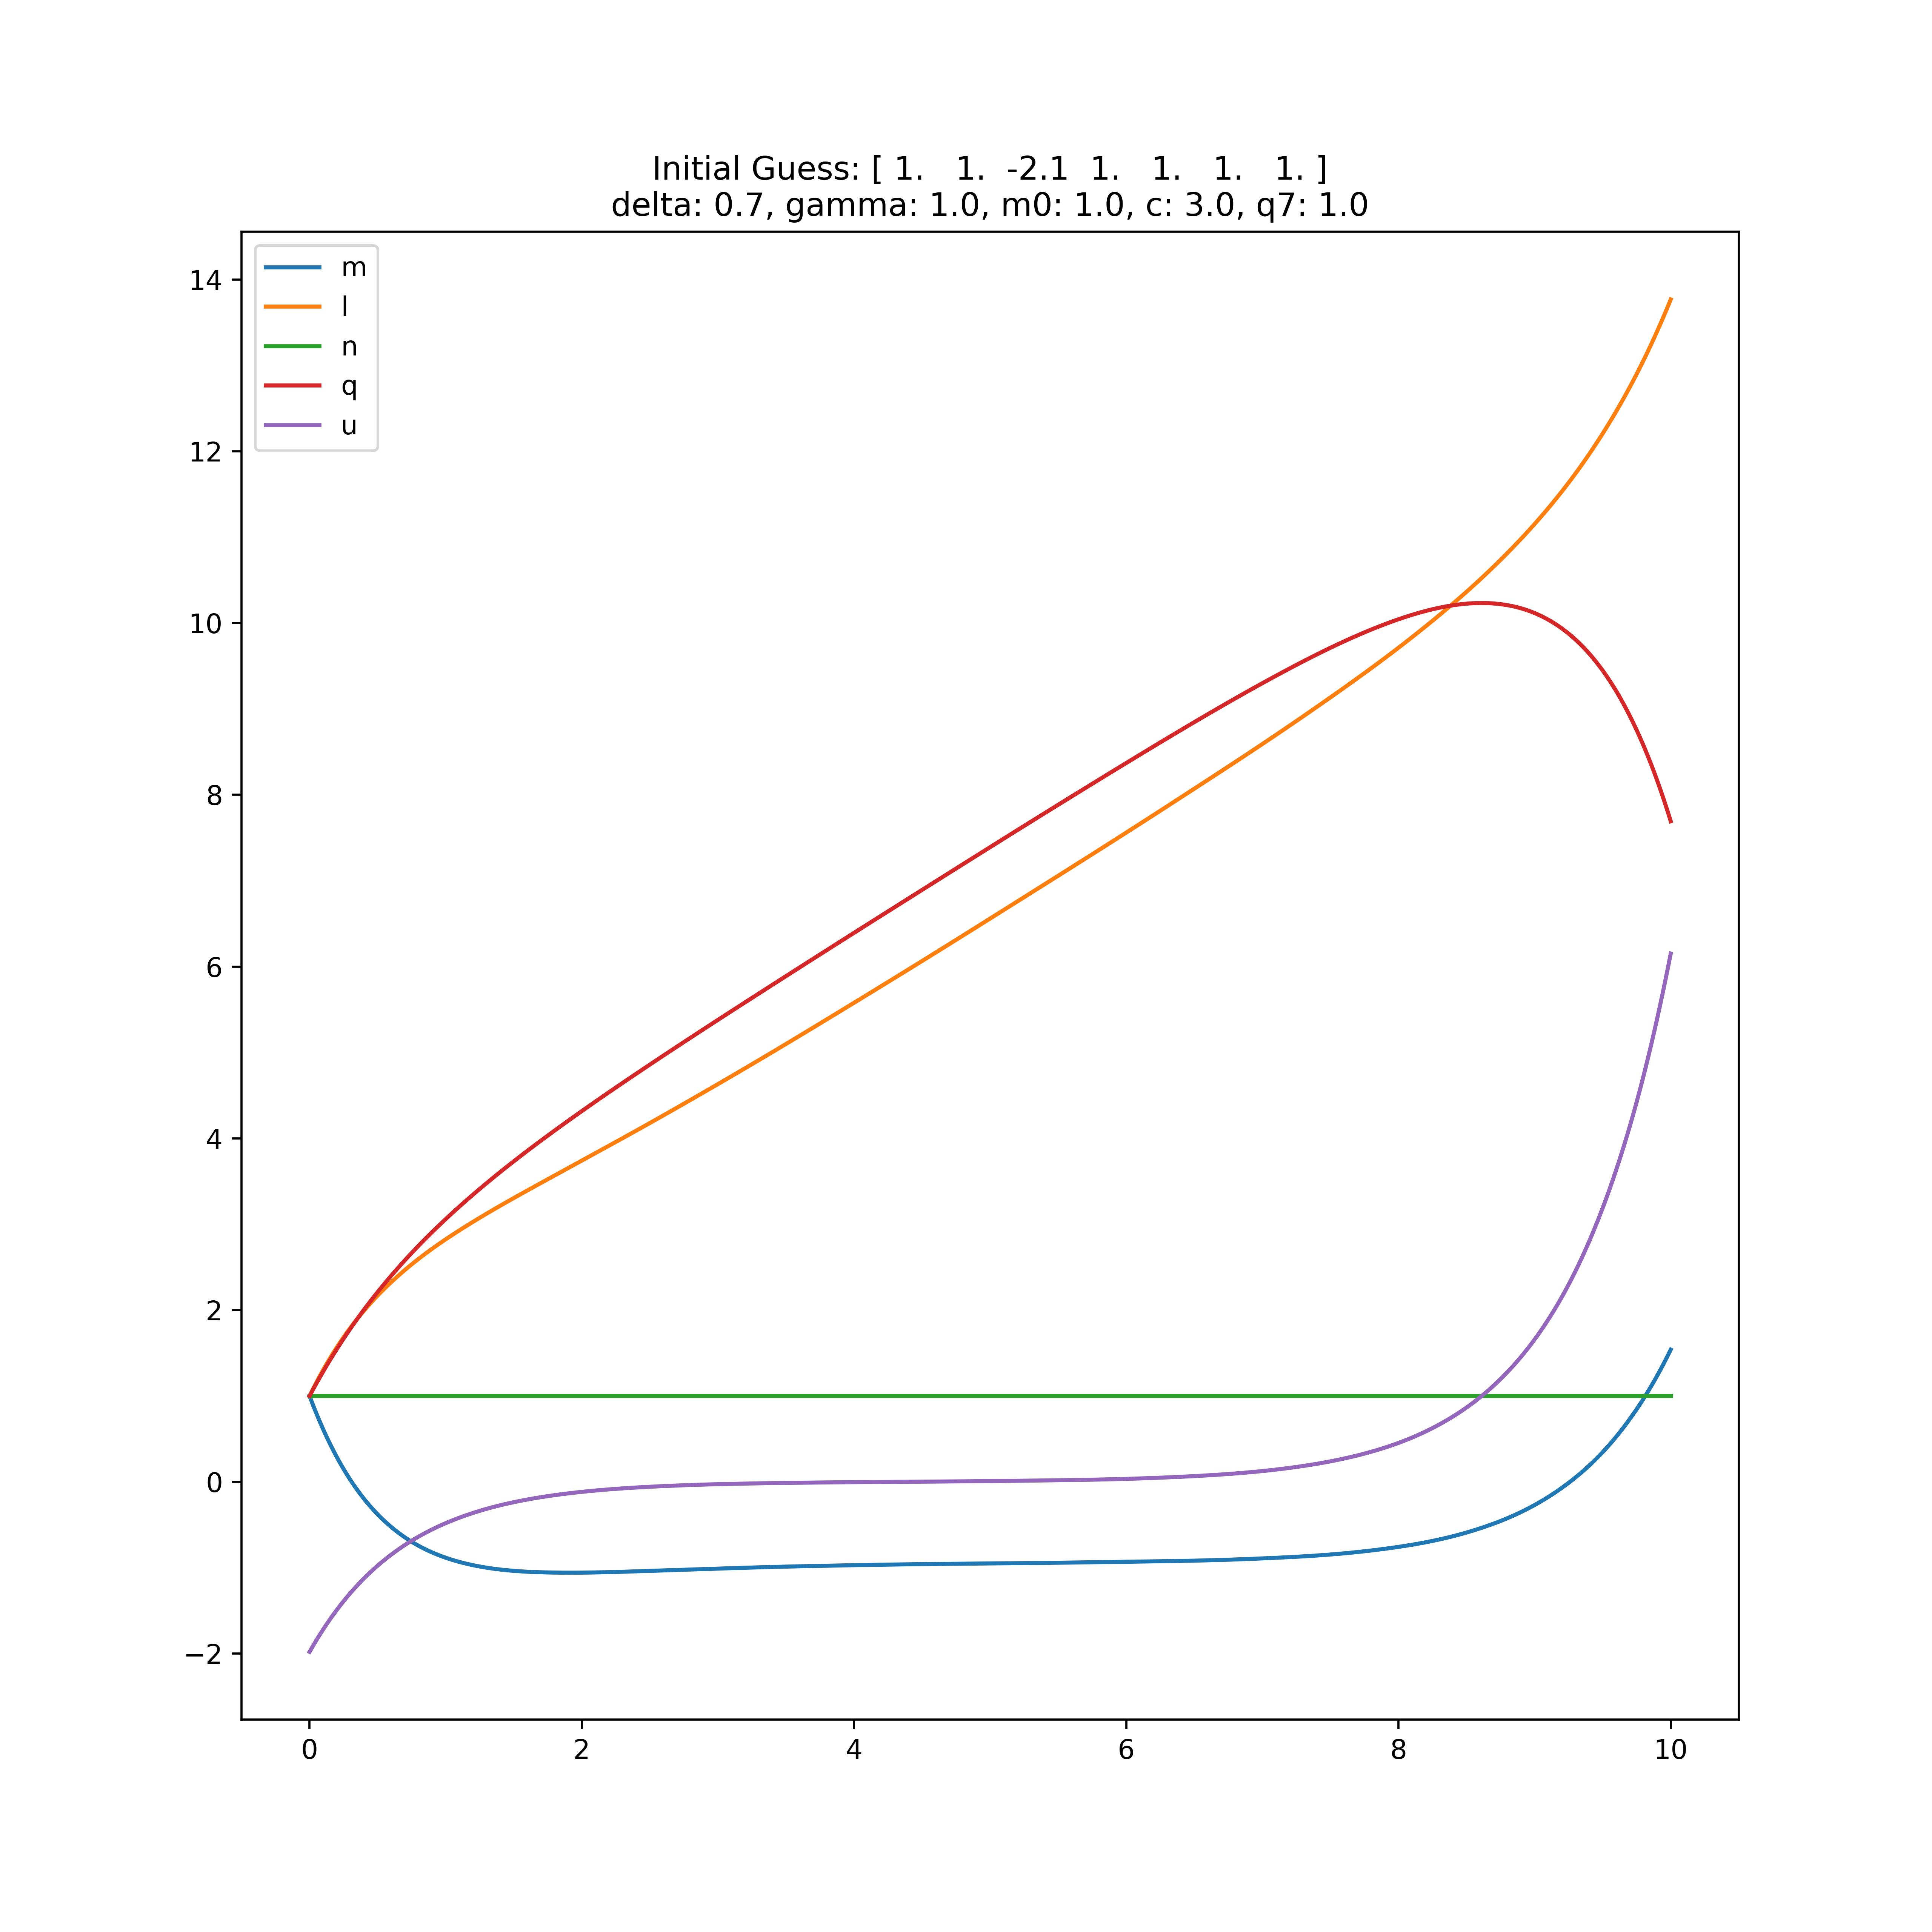 Initial Guess: [ 1.   1.  -2.1  1.   1.   1.   1. ]
delta: 0.7, gamma: 1.0, m0: 1.0, c: 3.0, q7: 1.0
m
l
n
q
u
14
12
10
8
6
4
2
0
−2
0 2 4 6 8 10